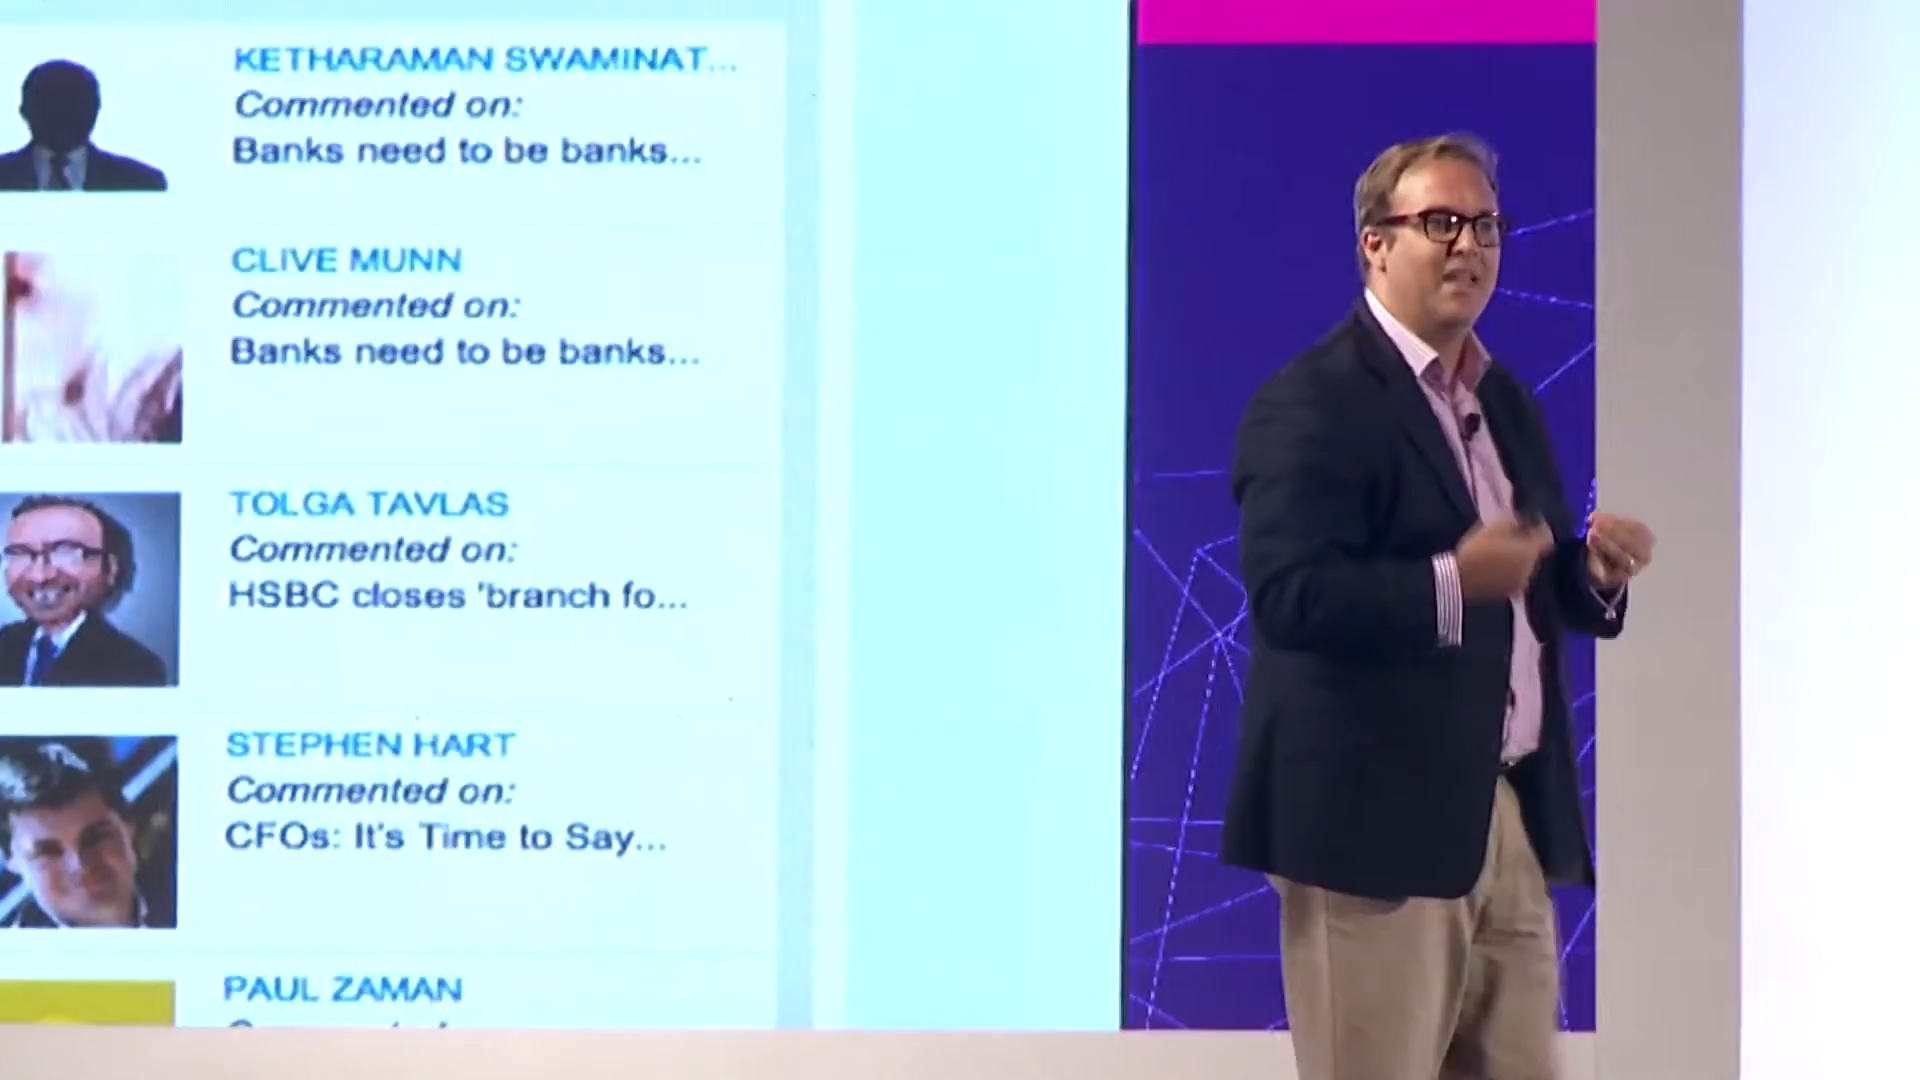 KETHARAMAN SWAMINAT...
Commented on:
Banks need to be banks...
CLIVE MUNN
Commented on:
Banks need to be banks...
TOLGA TAVLAS
Commented on:
HSBC closes 'branch fo...
STEPHEN HART
Commented on:
CFOs: It's Time to Say...
PAUL ZAMAN